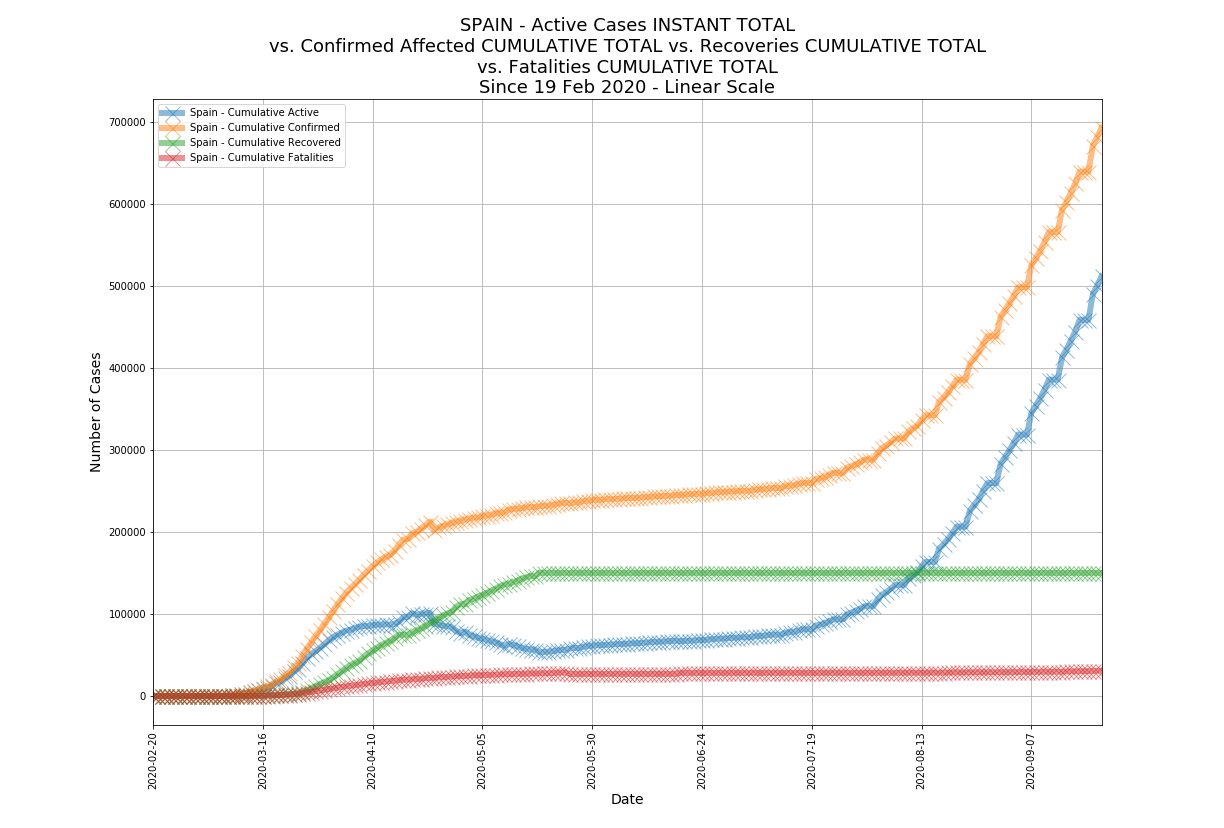 SPAIN - Active Cases INSTANT TOTAL
vs. Confirmed Affected CUMULATIVE TOTAL vs. Recoveries CUMULATIVE TOTAL
vs. Fatalities CUMULATIVE TOTAL
Since 19 Feb 2020 - Linear Scale
Spain - Cumulative Active
Spain - Cumulative Confirmed
Spain - Cumulative Recovered
Spain - Cumulative Fatalities
700000
600000
500000
400000
300000
200000
100000
0
Number of Cases
2020-02-20
2020-03-16
2020-04-10
2020-05-05
2020-05-30
2020-06-24
2020-07-19
2020-08-13
2020-09-07
Date